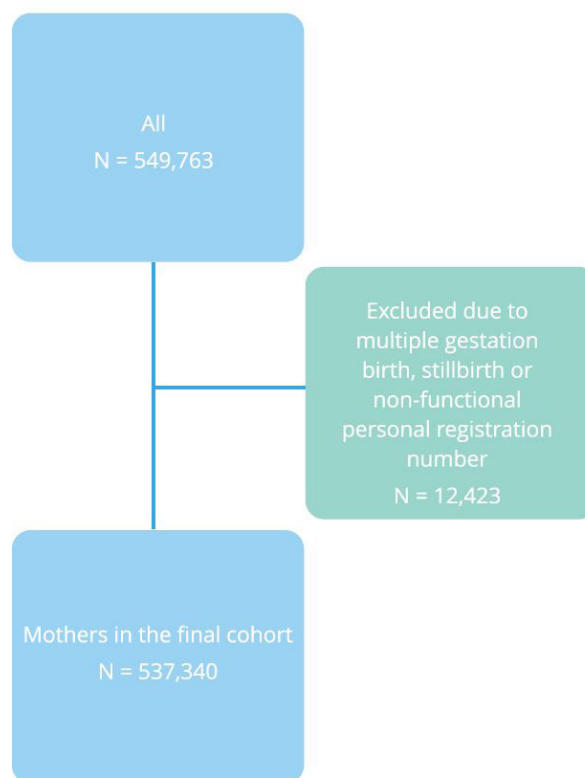 All
N = 549,763
Excluded due to
multiple gestation
birth, stillbirth or
non-functional
personal registration
number
N = 12,423
Mothers in the final cohort
N = 537,340